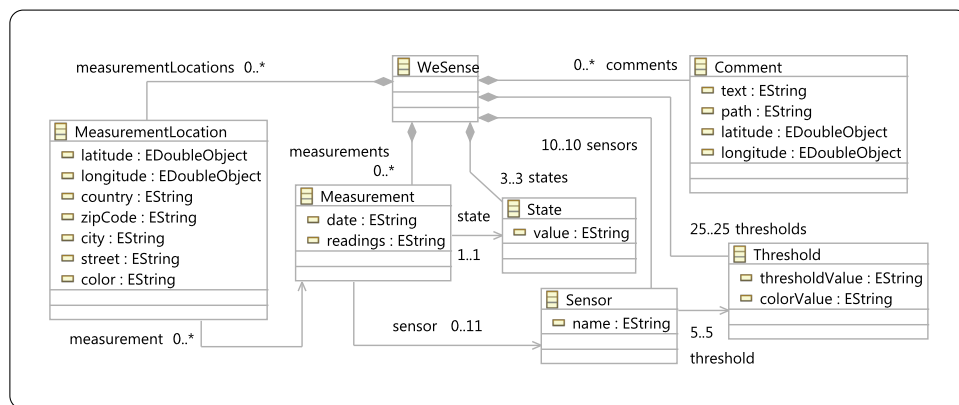 measurementLocations 0..*
WeSense
0..* comments
Comment
text : EString
path : EString
latitude : EDoubleObject
longitude : EDoubleObject
MeasurementLocation
latitude : EDoubleObject
longitude : EDoubleObject
country : EString
zipCode : EString
city : EString
street : EString
color : EString
measurements
0..*
10..10 sensors
3..3 states
Measurement
date : EString
readings : EString
state
1..1
State
value : EString
25..25 thresholds
Threshold
thresholdValue : EString
colorValue : EString
Sensor
name : EString
measurement 0..*
sensor 0..11
5..5
threshold